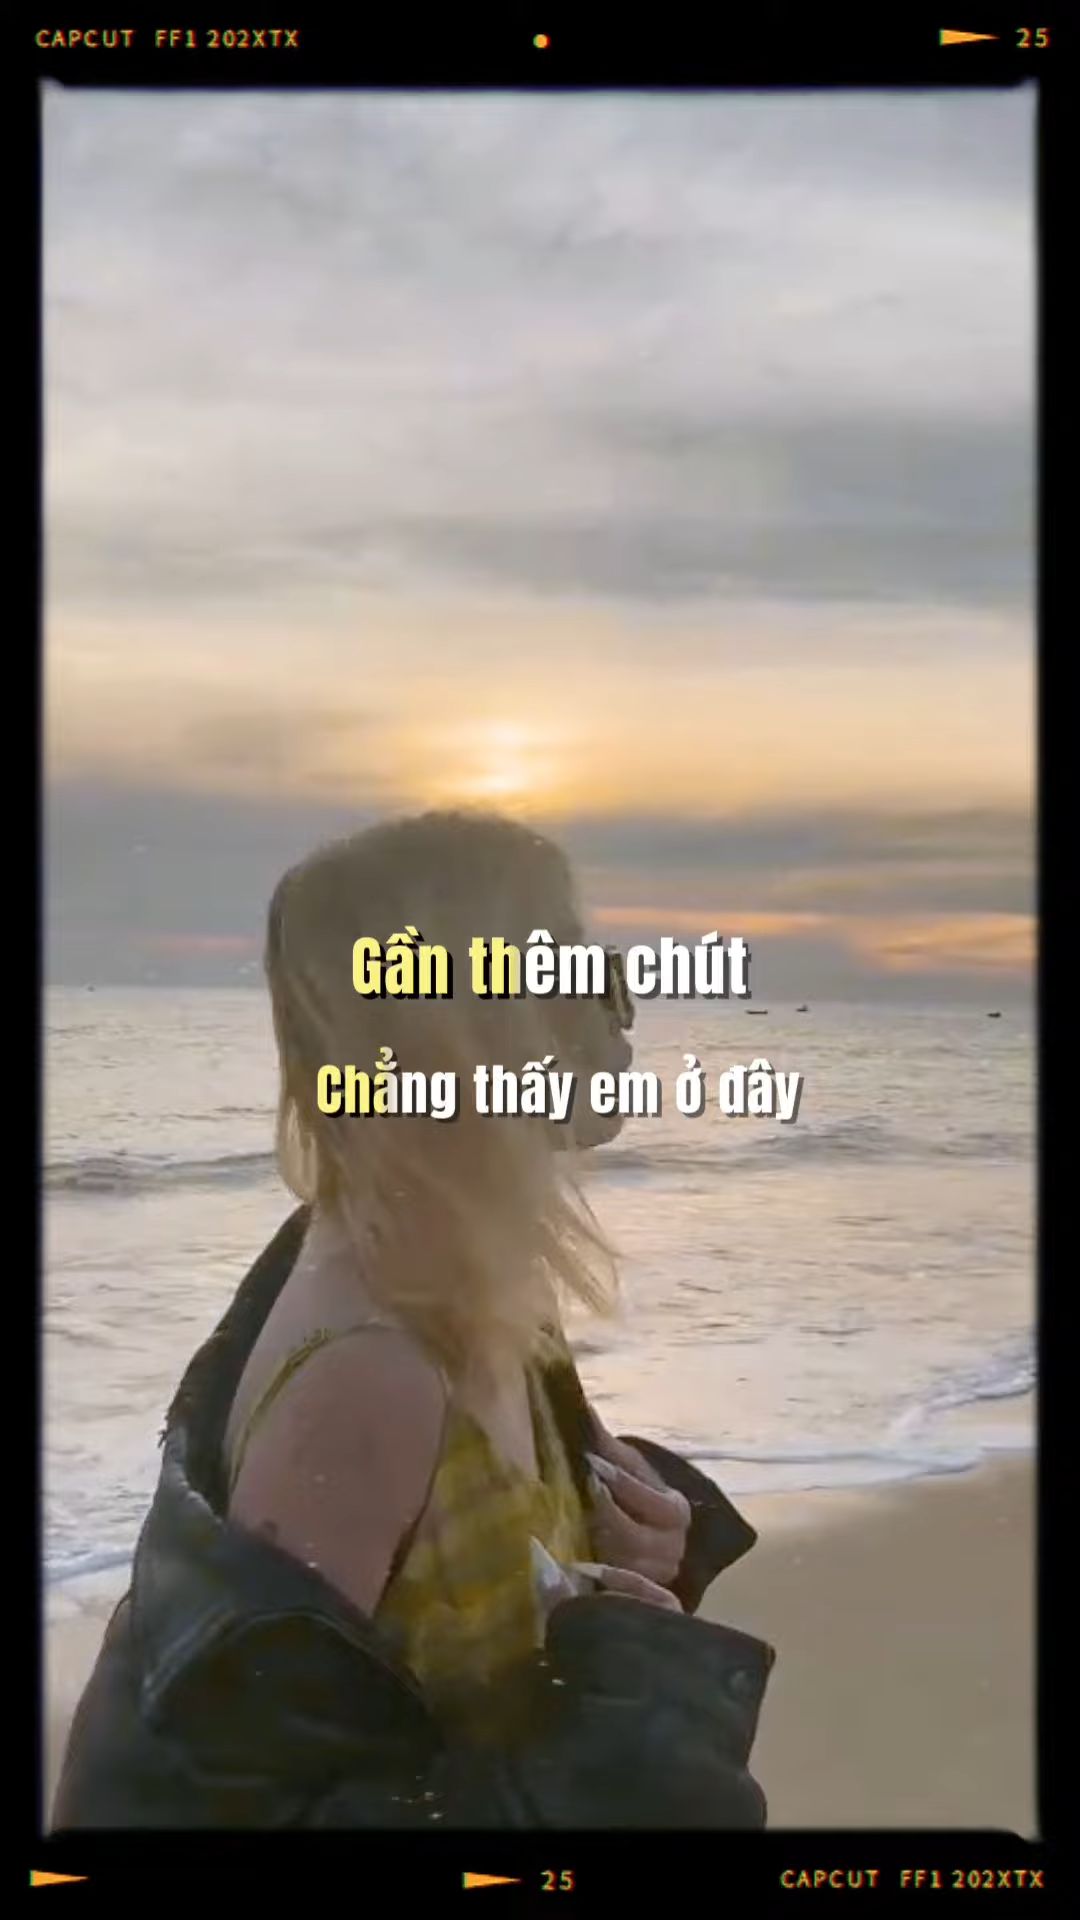 CAPCUT FF1 202XTX
25
Gần thêm chút
Chẳng thấy em ở đây
25
CAPCUT FF1 202XTX